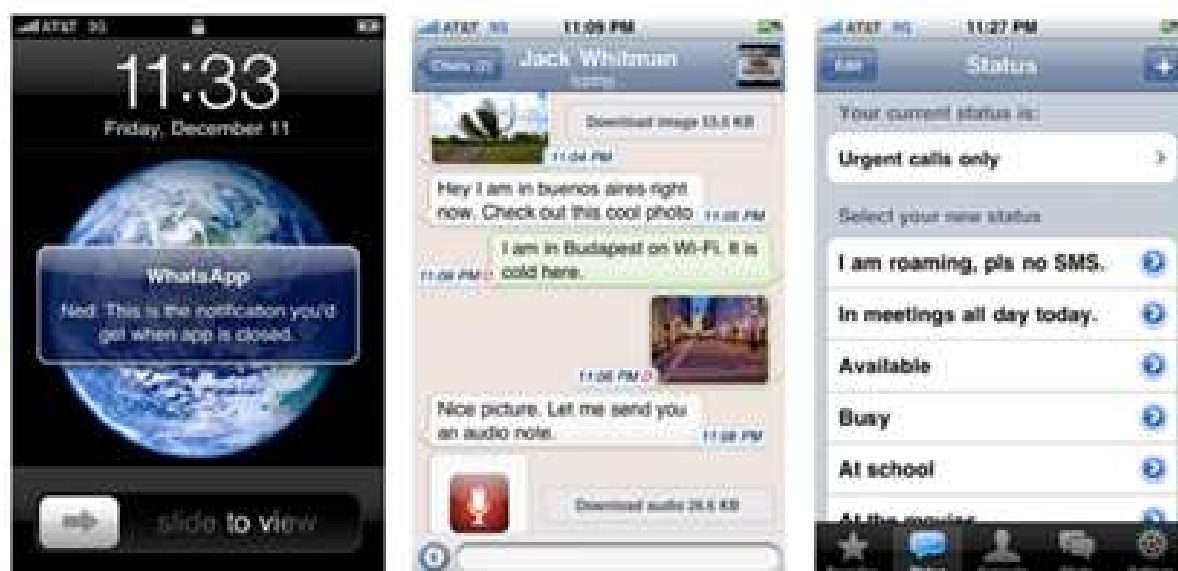 AT&T 3G
11:33
Friday, December 11
WhatsApp
Ned: This is the notification you'd
get when app is closed.
slide to view
AT&T 3G 11:09 PM
Chats (1) Jack Whitman
Download image 53.0 KB
11:04 PM
Hey I am in buenos aires right
now. Check out this cool photo 11:05 PM
I am in Budapest on Wi-Fi. It is
11:06 PM cold here.
11:06 PM
Nice picture. Let me send you
an audio note. 11:08 PM
Download audio 26.6 KB
AT&T 3G 11:27 PM
Edit Status +
Your current status is:
Urgent calls only
Select your new status
I am roaming, pls no SMS.
In meetings all day today.
Available
Busy
At school
At the movies
Status